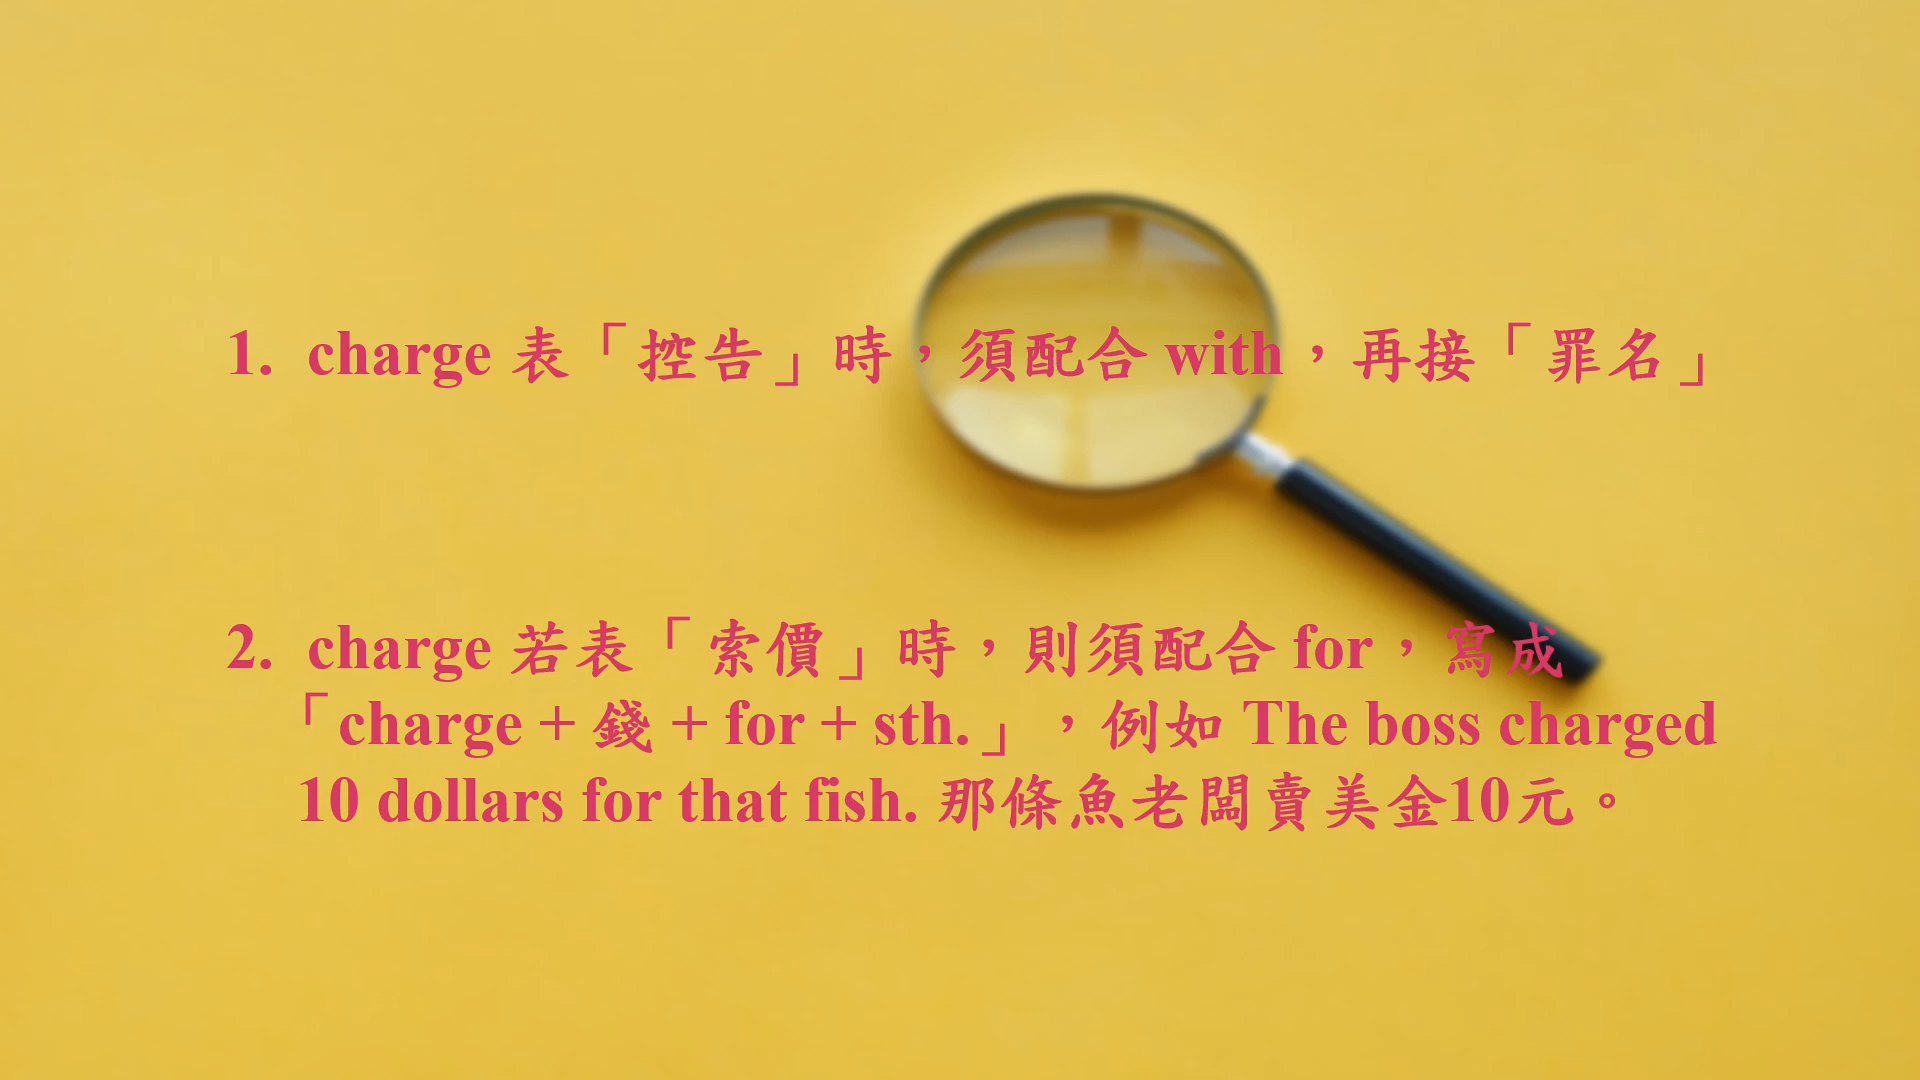 1. charge 表「控告」時，須配合 with，再接「罪名」
2. charge 若表「索價」時，則須配合 for，寫成
「charge + 錢 + for + sth.」，例如 The boss charged
10 dollars for that fish. 那條魚老闆賣美金10元。